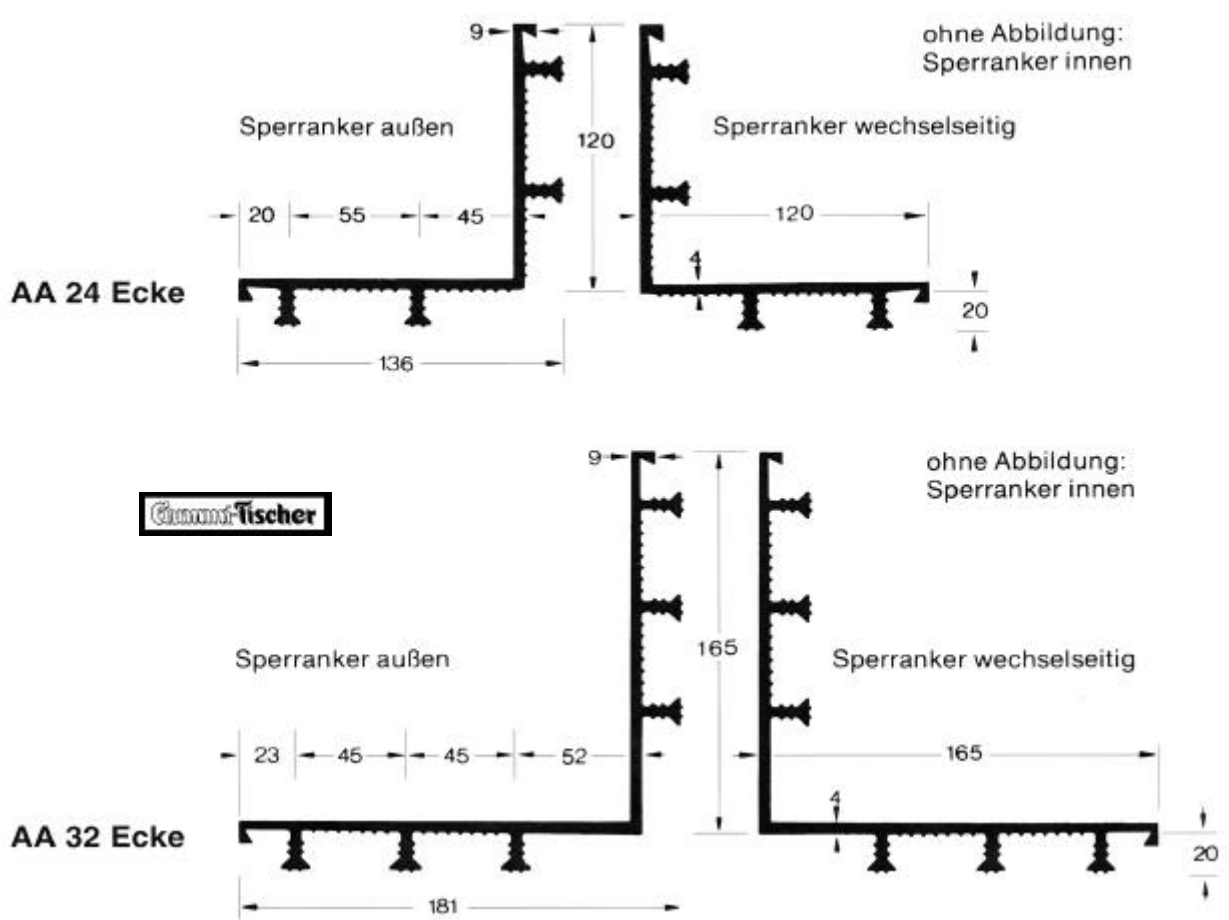 9
ohne Abbildung:
Sperranker innen
Sperranker außen
120
Sperranker wechselseitig
20 55 45
120
AA 24 Ecke
4
20
136
9
ohne Abbildung:
Sperranker innen
Gummi-Tischer
Sperranker außen
165
Sperranker wechselseitig
23 45 45 52
165
AA 32 Ecke
4
20
181